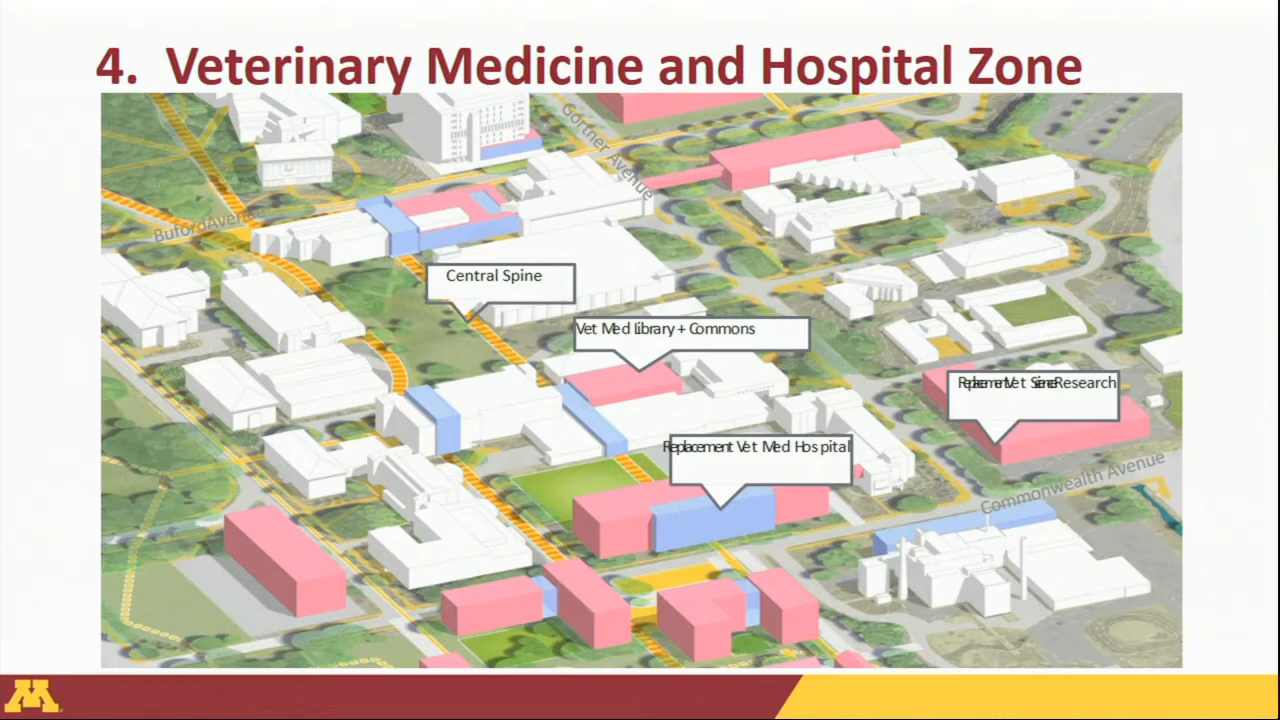 4. Veterinary Medicine and Hospital Zone
Gortner Avenue
Buford Avenue
Central Spine
Vet Med library + Commons
Vet Research
Replacement Vet Med Hospital
Commonwealth Avenue
M